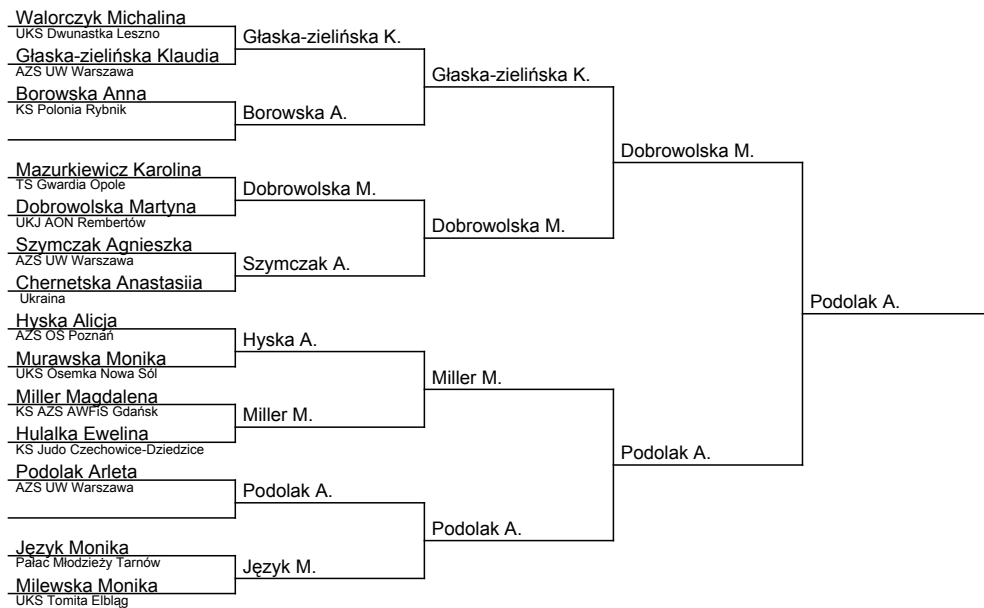 Walorczyk Michalina
UKS Dwunastka Leszno
Głaska-zielińska Klaudia
AZS UW Warszawa
Borowska Anna
KS Polonia Rybnik
Mazurkiewicz Karolina
TS Gwardia Opole
Dobrowolska Martyna
UKJ AON Rembertów
Szymczak Agnieszka
AZS UW Warszawa
Chernetska Anastasiia
Ukraina
Hyska Alicja
AZS OŚ Poznań
Murawska Monika
UKS Ósemka Nowa Sól
Miller Magdalena
KS AZS AWFiS Gdańsk
Hulalka Ewelina
KS Judo Czechowice-Dziedzice
Podolak Arleta
AZS UW Warszawa
Język Monika
Pałac Młodzieży Tarnów
Milewska Monika
UKS Tomita Elbląg
Głaska-zielińska K.
Borowska A.
Dobrowolska M.
Szymczak A.
Hyska A.
Miller M.
Podolak A.
Język M.
Głaska-zielińska K.
Dobrowolska M.
Miller M.
Podolak A.
Dobrowolska M.
Podolak A.
Podolak A.